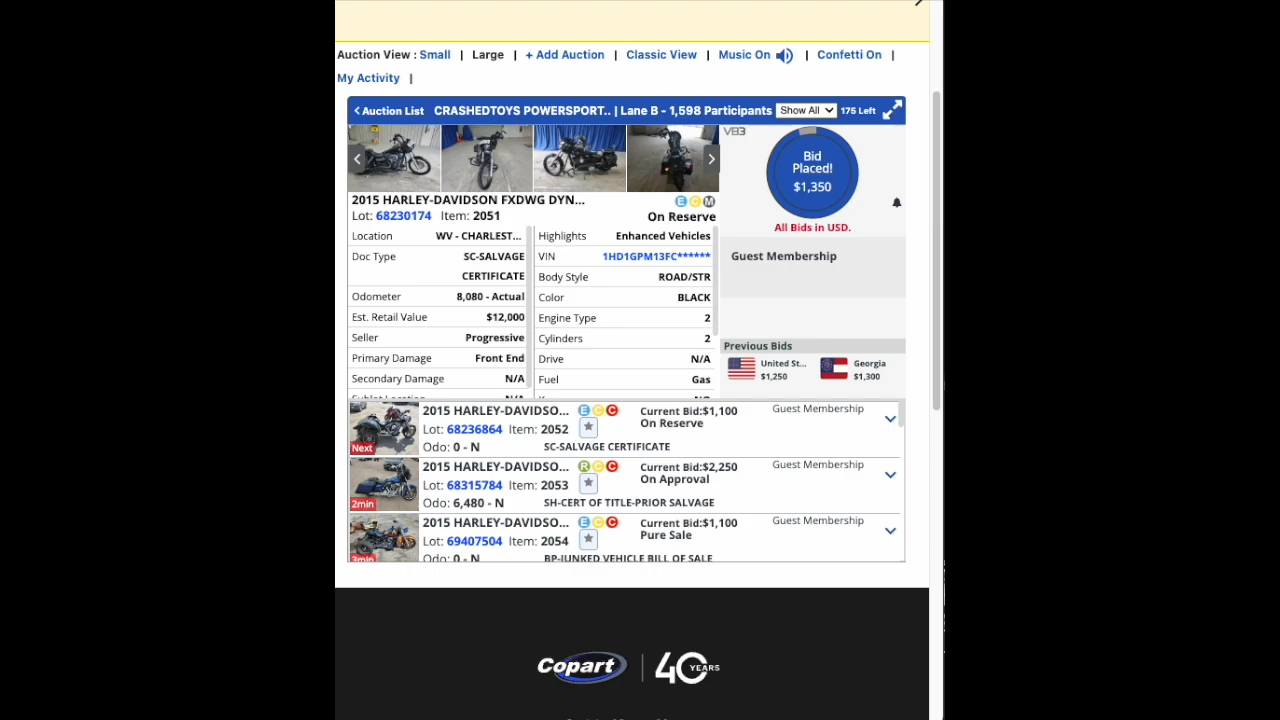 Auction View : Small | Large | + Add Auction | Classic View | Music On | Confetti On |
My Activity |
Auction List CRASHEDTOYS POWERSPORT.. | Lane B - 1,598 Participants Show All 175 Left
VB3
Bid
Placed!
$1,350
All Bids in USD.
Guest Membership
2015 HARLEY-DAVIDSON FXDWG DYN... E C M
Lot: 68230174 Item: 2051 On Reserve
Location WV - CHARLEST...
Doc Type SC-SALVAGE
CERTIFICATE
Odometer 8,080 - Actual
Est. Retail Value $12,000
Seller Progressive
Primary Damage Front End
Secondary Damage N/A
Highlights Enhanced Vehicles
VIN 1HD1GPM13FC******
Body Style ROAD/STR
Color BLACK
Engine Type 2
Cylinders 2
Drive N/A
Fuel Gas
Previous Bids
United St... Georgia
$1,250 $1,300
2015 HARLEY-DAVIDSO... E C C Current Bid:$1,100 Guest Membership
Lot: 68236864 Item: 2052 On Reserve
Next Odo: 0 - N SC-SALVAGE CERTIFICATE
2015 HARLEY-DAVIDSO... R C C Current Bid:$2,250 Guest Membership
Lot: 68315784 Item: 2053 On Approval
2min Odo: 6,480 - N SH-CERT OF TITLE-PRIOR SALVAGE
2015 HARLEY-DAVIDSO... E C C Current Bid:$1,100 Guest Membership
Lot: 69407504 Item: 2054 Pure Sale
3min Odo: 0 - N BP-JUNKED VEHICLE BILL OF SALE
Copart | 40 YEARS